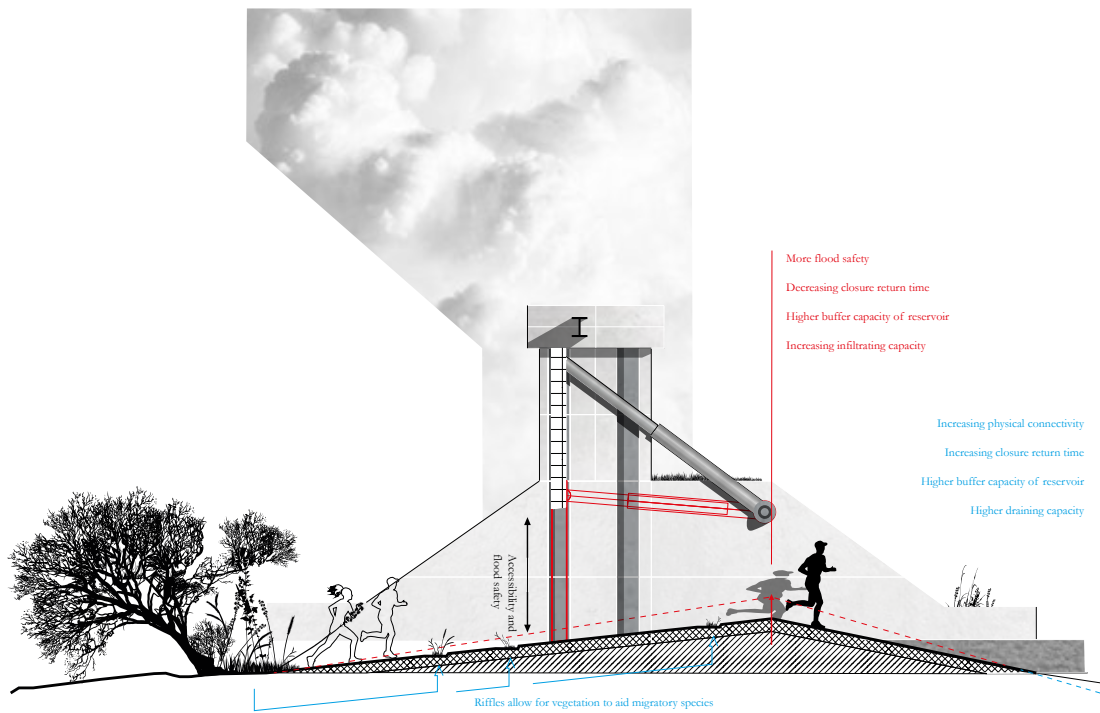 More flood safety
Decreasing closure return time
Higher buffer capacity of reservoir
Increasing infiltrating capacity
Increasing physical connectivity
Increasing closure return time
Higher buffer capacity of reservoir
Higher draining capacity
Accessibility and
flood safety
Riffles allow for vegetation to aid migratory species